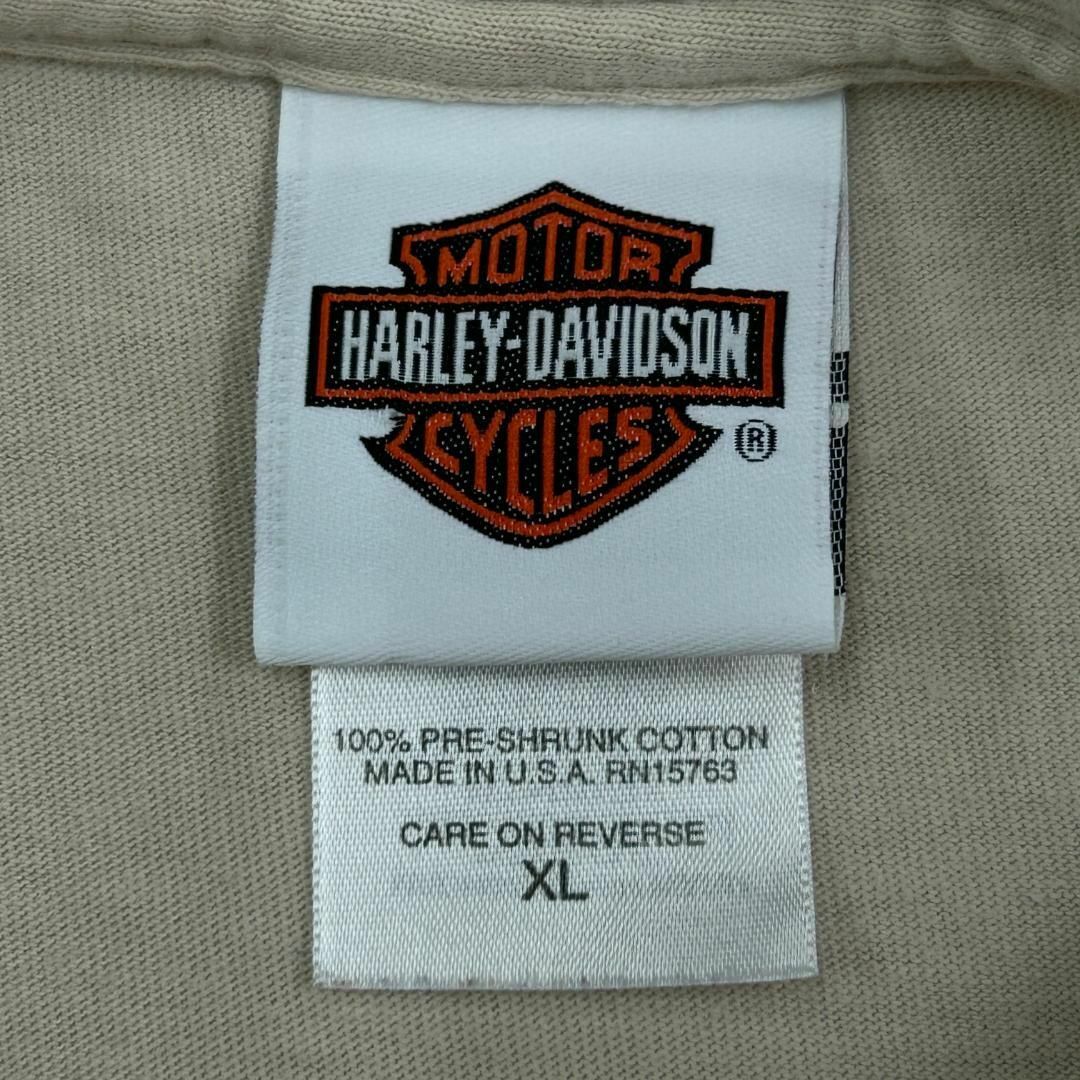 MOTOR
HARLEY-DAVIDSON
CYCLES
®
100% PRE-SHRUNK COTTON
MADE IN U.S.A. RN15763
CARE ON REVERSE
XL